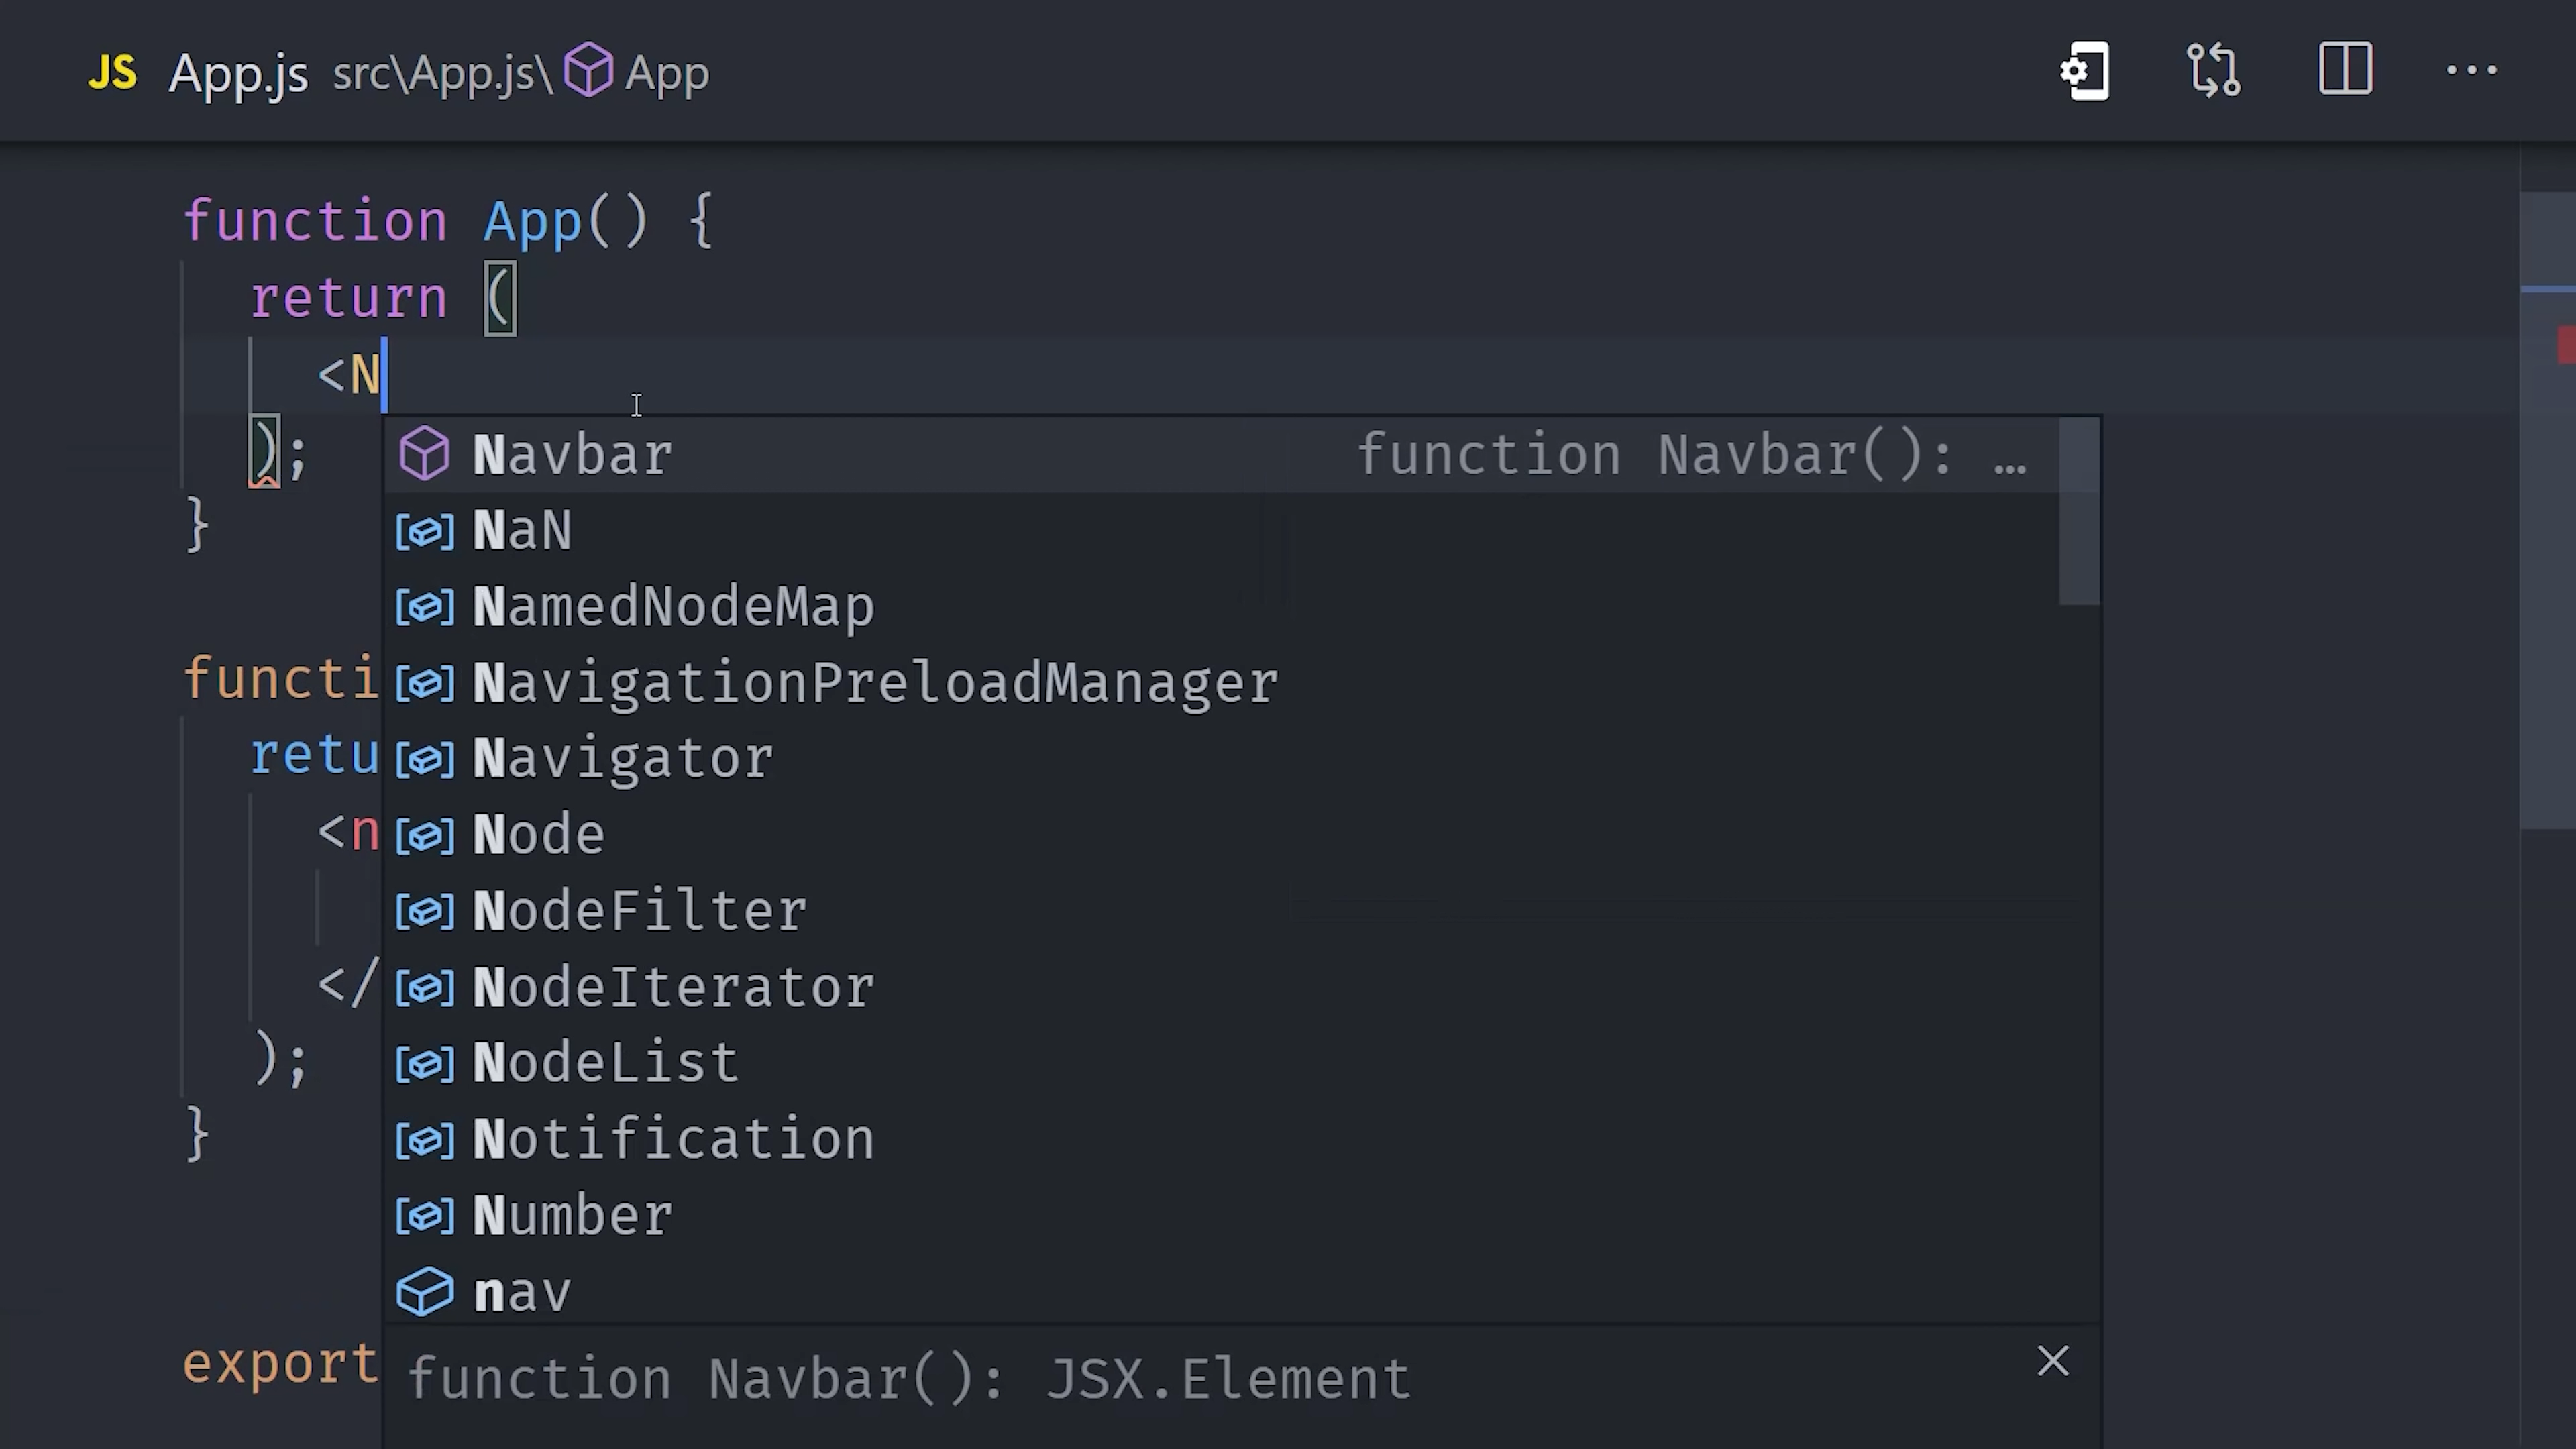 JS App.js src\App.js\ App
function App() {
return (
<N
);
}
Navbar function Navbar(): …
NaN
NamedNodeMap
NavigationPreloadManager
Navigator
Node
NodeFilter
NodeIterator
NodeList
Notification
Number
nav
function Navbar(): JSX.Element
functi
retu
<n
</
);
}
export